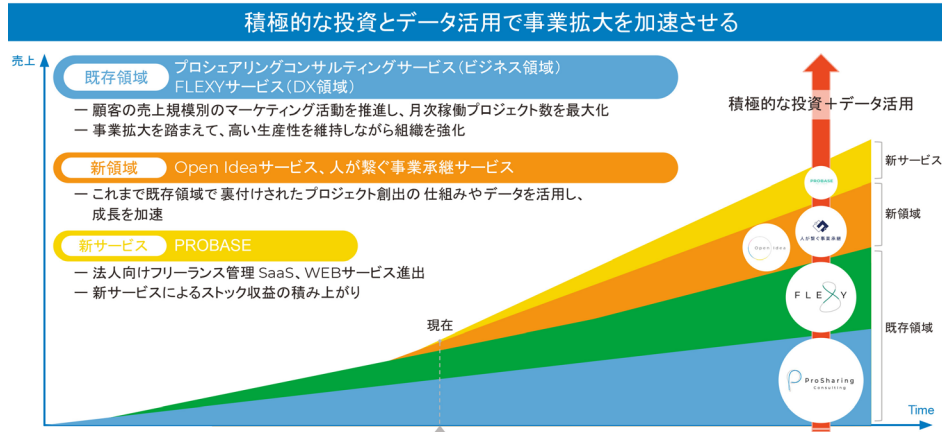 積極的な投資とデータ活用で事業拡大を加速させる
売上
既存領域
プロシェアリングコンサルティングサービス(ビジネス領域)
FLEXYサービス(DX領域)
― 顧客の売上規模別のマーケティング活動を推進し、月次稼働プロジェクト数を最大化
― 事業拡大を踏まえて、高い生産性を維持しながら組織を強化
新領域
Open Ideaサービス、人が繋ぐ事業承継サービス
― これまで既存領域で裏付けされたプロジェクト創出の 仕組みやデータを活用し、
成長を加速
新サービス
PROBASE
― 法人向けフリーランス管理 SaaS、WEBサービス進出
― 新サービスによるストック収益の積み上がり
現在
積極的な投資+データ活用
新サービス
PROBASE
新領域
人が繋ぐ事業承継
Open Idea
FLEXY
既存領域
ProSharing
Consulting
Time